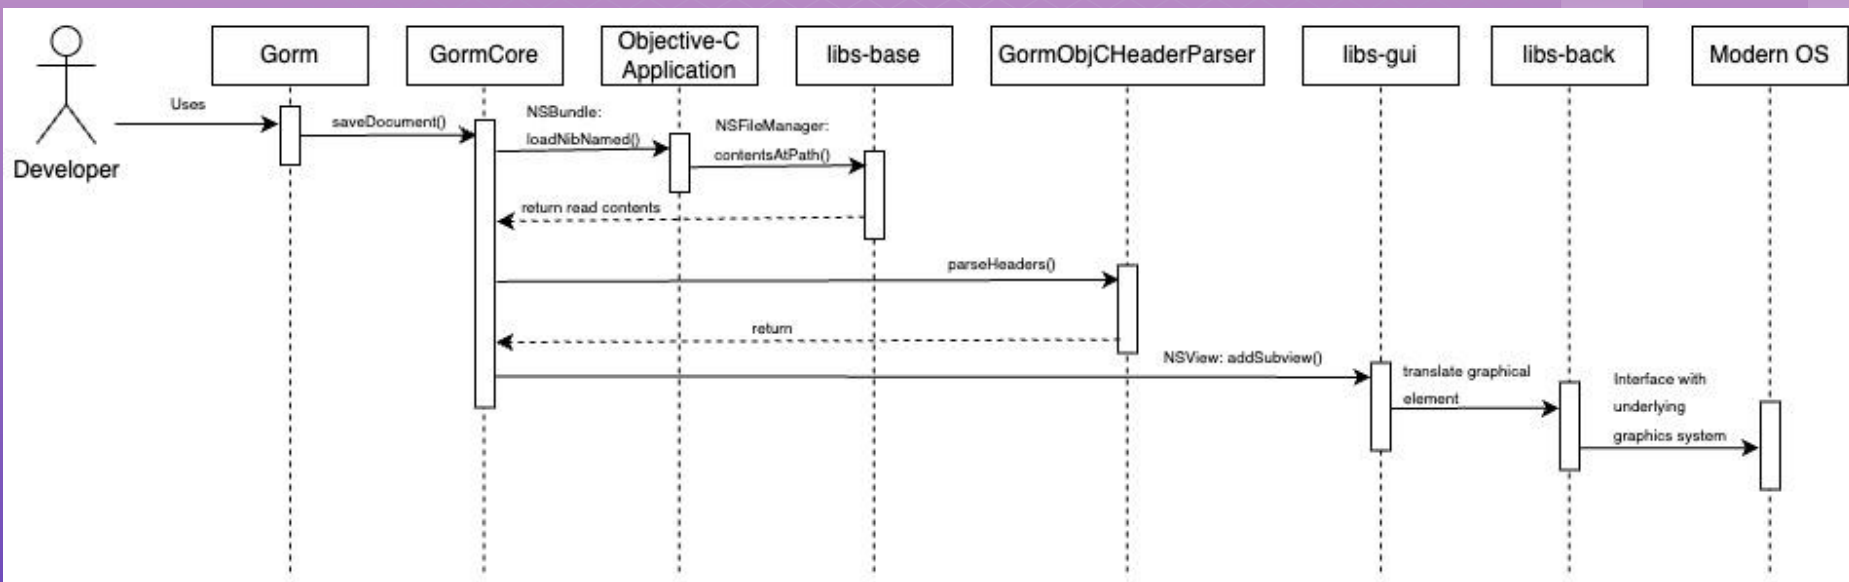 Gorm
GormCore
Objective-C
Application
libs-base
GormObjCHeaderParser
libs-gui
libs-back
Modern OS
Developer
Uses
saveDocument()
NSBundle:
loadNibNamed()
NSFileManager:
contentsAtPath()
return read contents
parseHeaders()
return
NSView: addSubview()
translate graphical
element
Interface with
underlying
graphics system